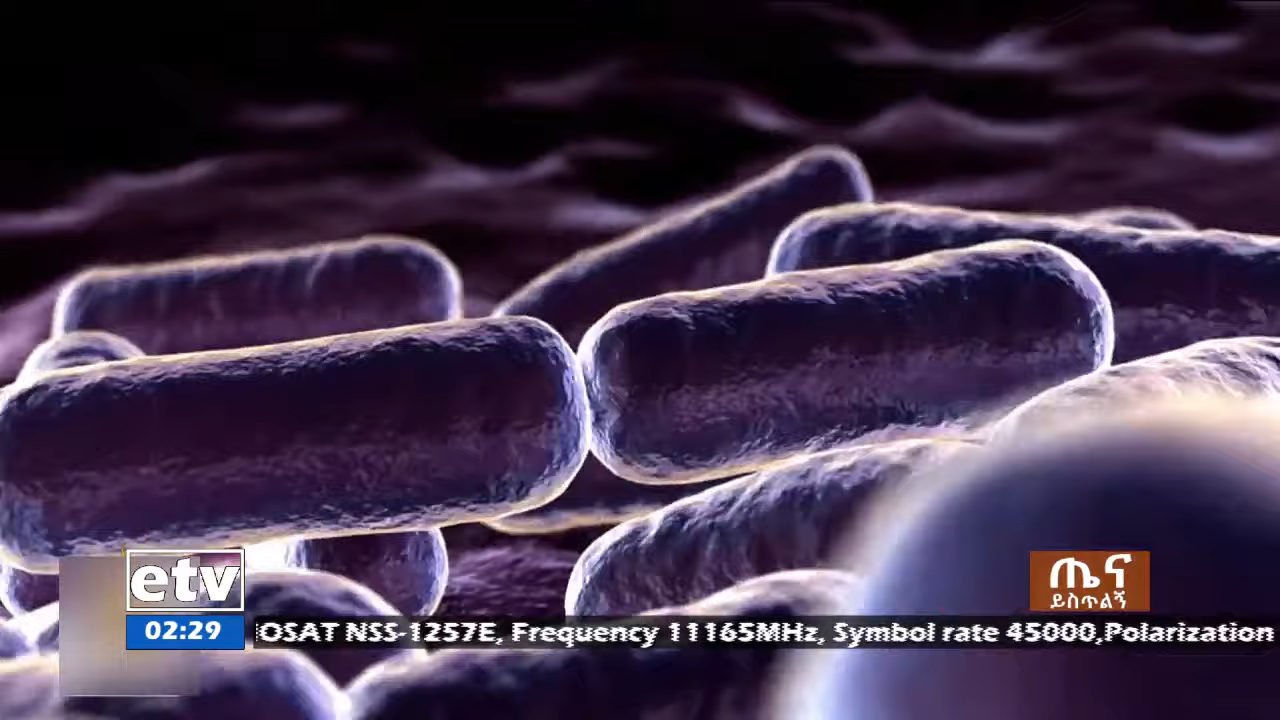 etv
ጤና
ይስጥልኝ
02:29
OSAT NSS-1257E, Frequency 11165MHz, Symbol rate 45000,Polarization